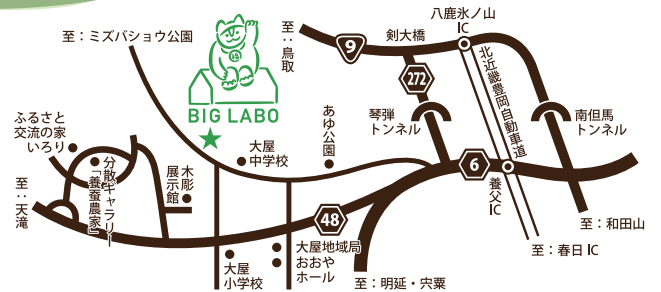 至：ミズバショウ公園
BIG LABO
至：鳥取
9
剣大橋
八鹿氷ノ山
IC
272
北近畿豊岡自動車道
琴弾
トンネル
南但馬
トンネル
あゆ公園
大屋
中学校
ふるさと
交流の家
いろり
分散ギャラリー
「養蚕農家」
木彫
展示館
至：天滝
6
養父IC
48
大屋
小学校
大屋地域局
おおや
ホール
至：明延・宍粟
至：和田山
至：春日IC